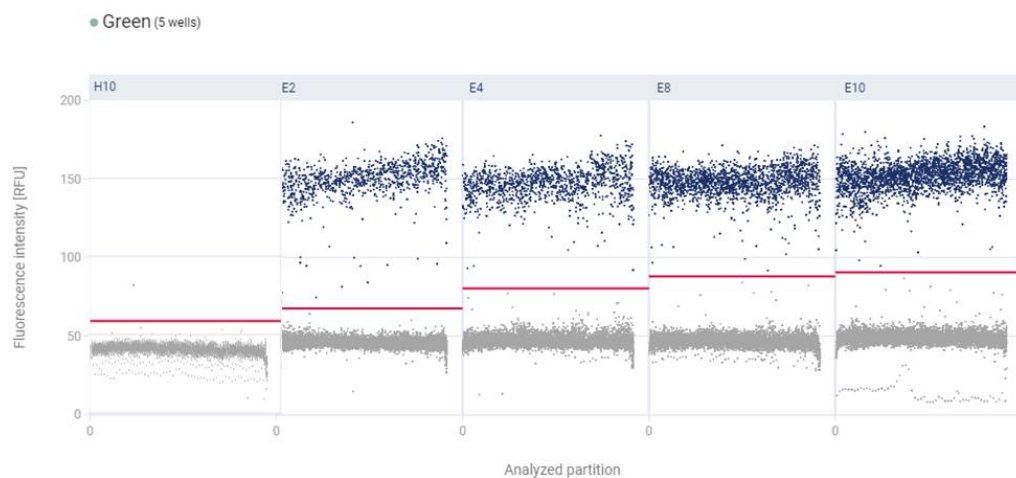 Green (5 wells)
H10 E2 E4 E8 E10
200
150
100
50
0
0 0 0 0 0
Fluorescence intensity [RFU]
Analyzed partition